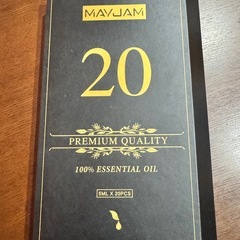 MAYJAM
20
PREMIUM QUALITY
100% ESSENTIAL OIL
5ML X 20PCS